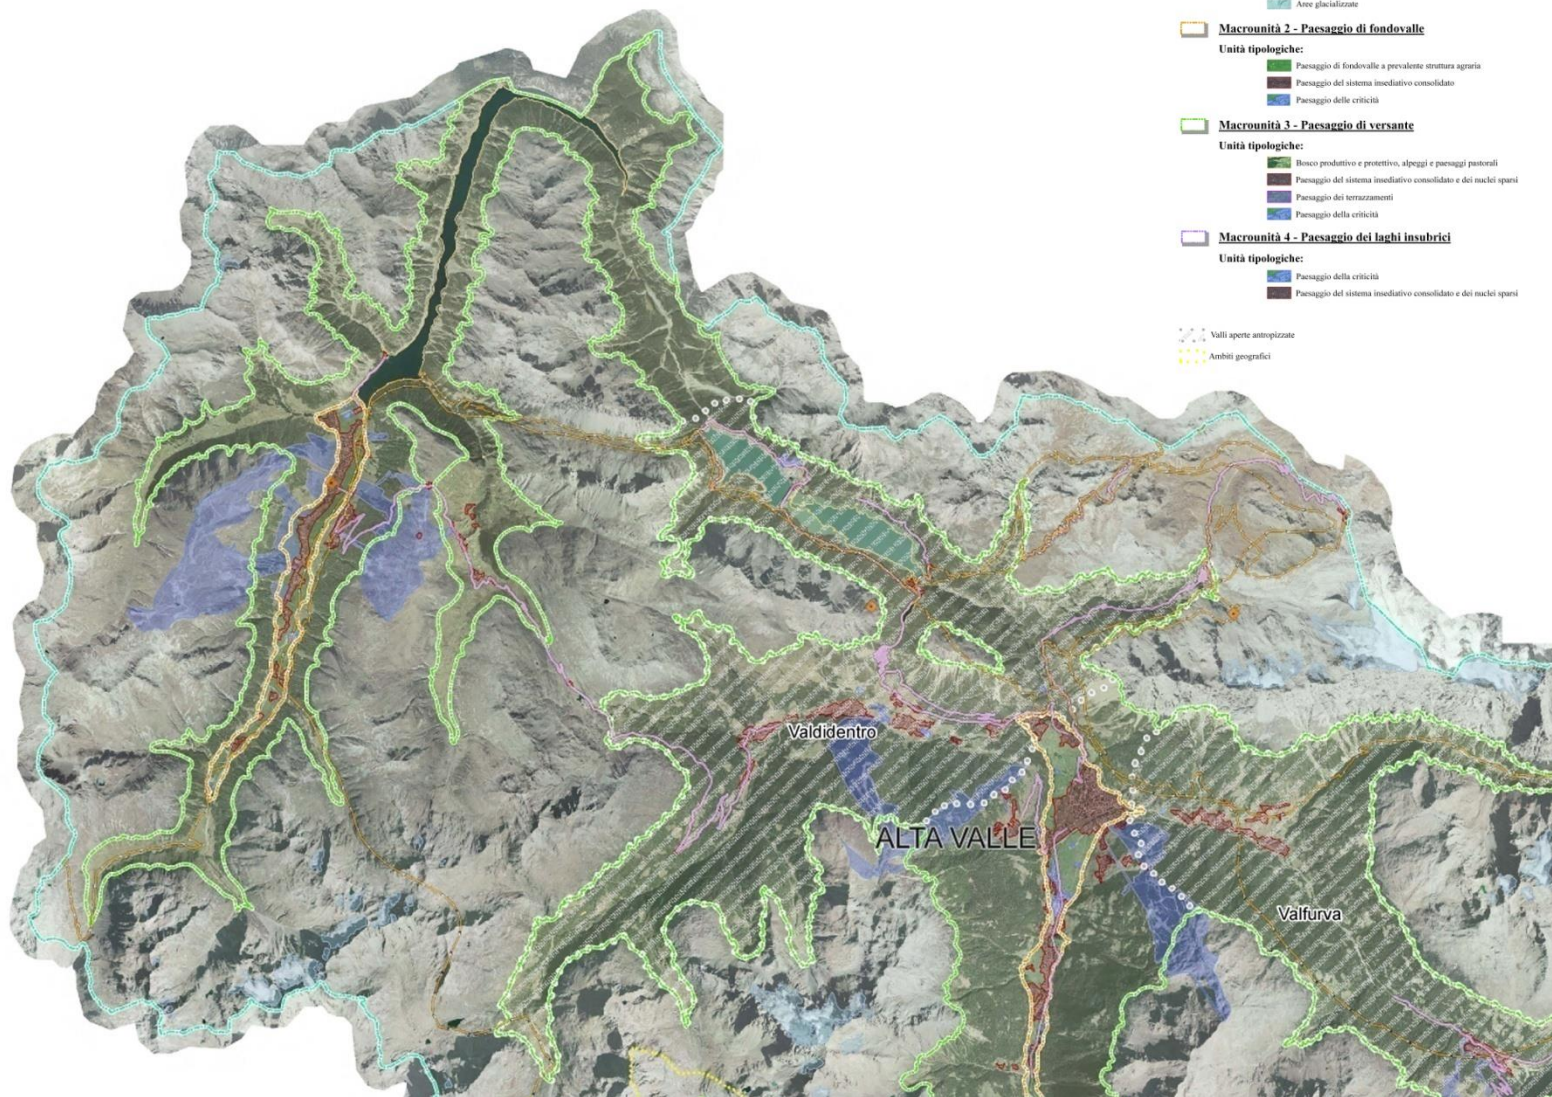 Aree glacializzate
Macrounità 2 - Paesaggio di fondovalle
Unità tipologiche:
Paesaggio di fondovalle a prevalente struttura agraria
Paesaggio del sistema insediativo consolidato
Paesaggio delle criticità
Macrounità 3 - Paesaggio di versante
Unità tipologiche:
Bosco produttivo e protettivo, alpeggi e paesaggi pastorali
Paesaggio del sistema insediativo consolidato e dei nuclei sparsi
Paesaggio dei terrazzamenti
Paesaggio della criticità
Macrounità 4 - Paesaggio dei laghi insubrici
Unità tipologiche:
Paesaggio della criticità
Paesaggio del sistema insediativo consolidato e dei nuclei sparsi
Valli aperte antropizzate
Ambiti geografici
Valdidentro
ALTA VALLE
Valfurva